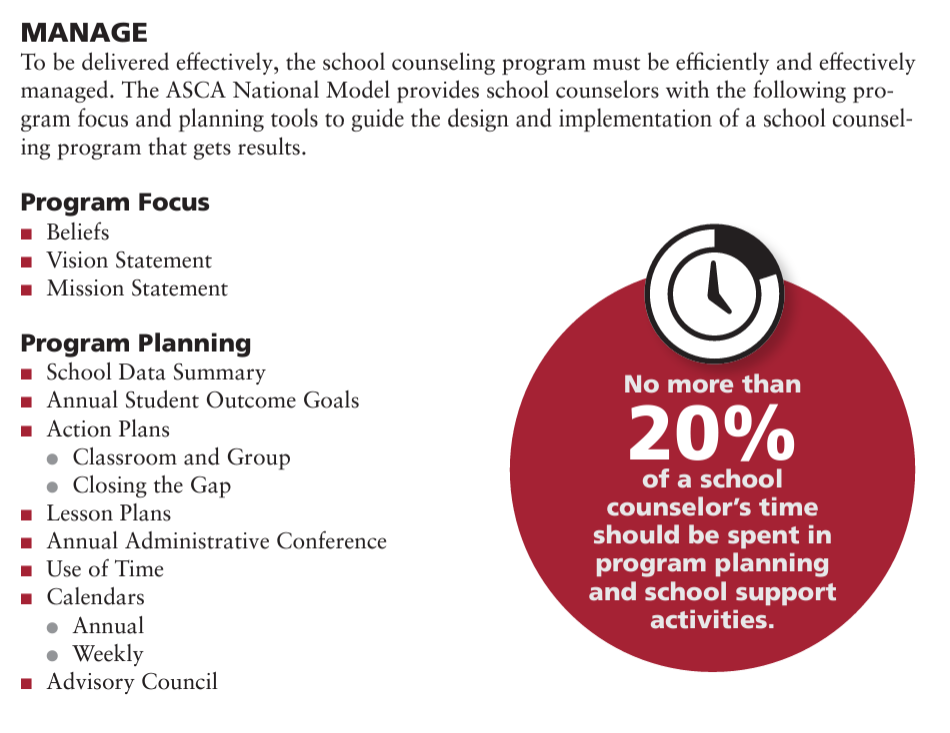 MANAGE
To be delivered effectively, the school counseling program must be efficiently and effectively
managed. The ASCA National Model provides school counselors with the following pro-
gram focus and planning tools to guide the design and implementation of a school counsel-
ing program that gets results.
Program Focus
■ Beliefs
■ Vision Statement
■ Mission Statement
Program Planning
■ School Data Summary
■ Annual Student Outcome Goals
■ Action Plans
● Classroom and Group
● Closing the Gap
■ Lesson Plans
■ Annual Administrative Conference
■ Use of Time
■ Calendars
● Annual
● Weekly
■ Advisory Council
No more than
20%
of a school
counselor’s time
should be spent in
program planning
and school support
activities.